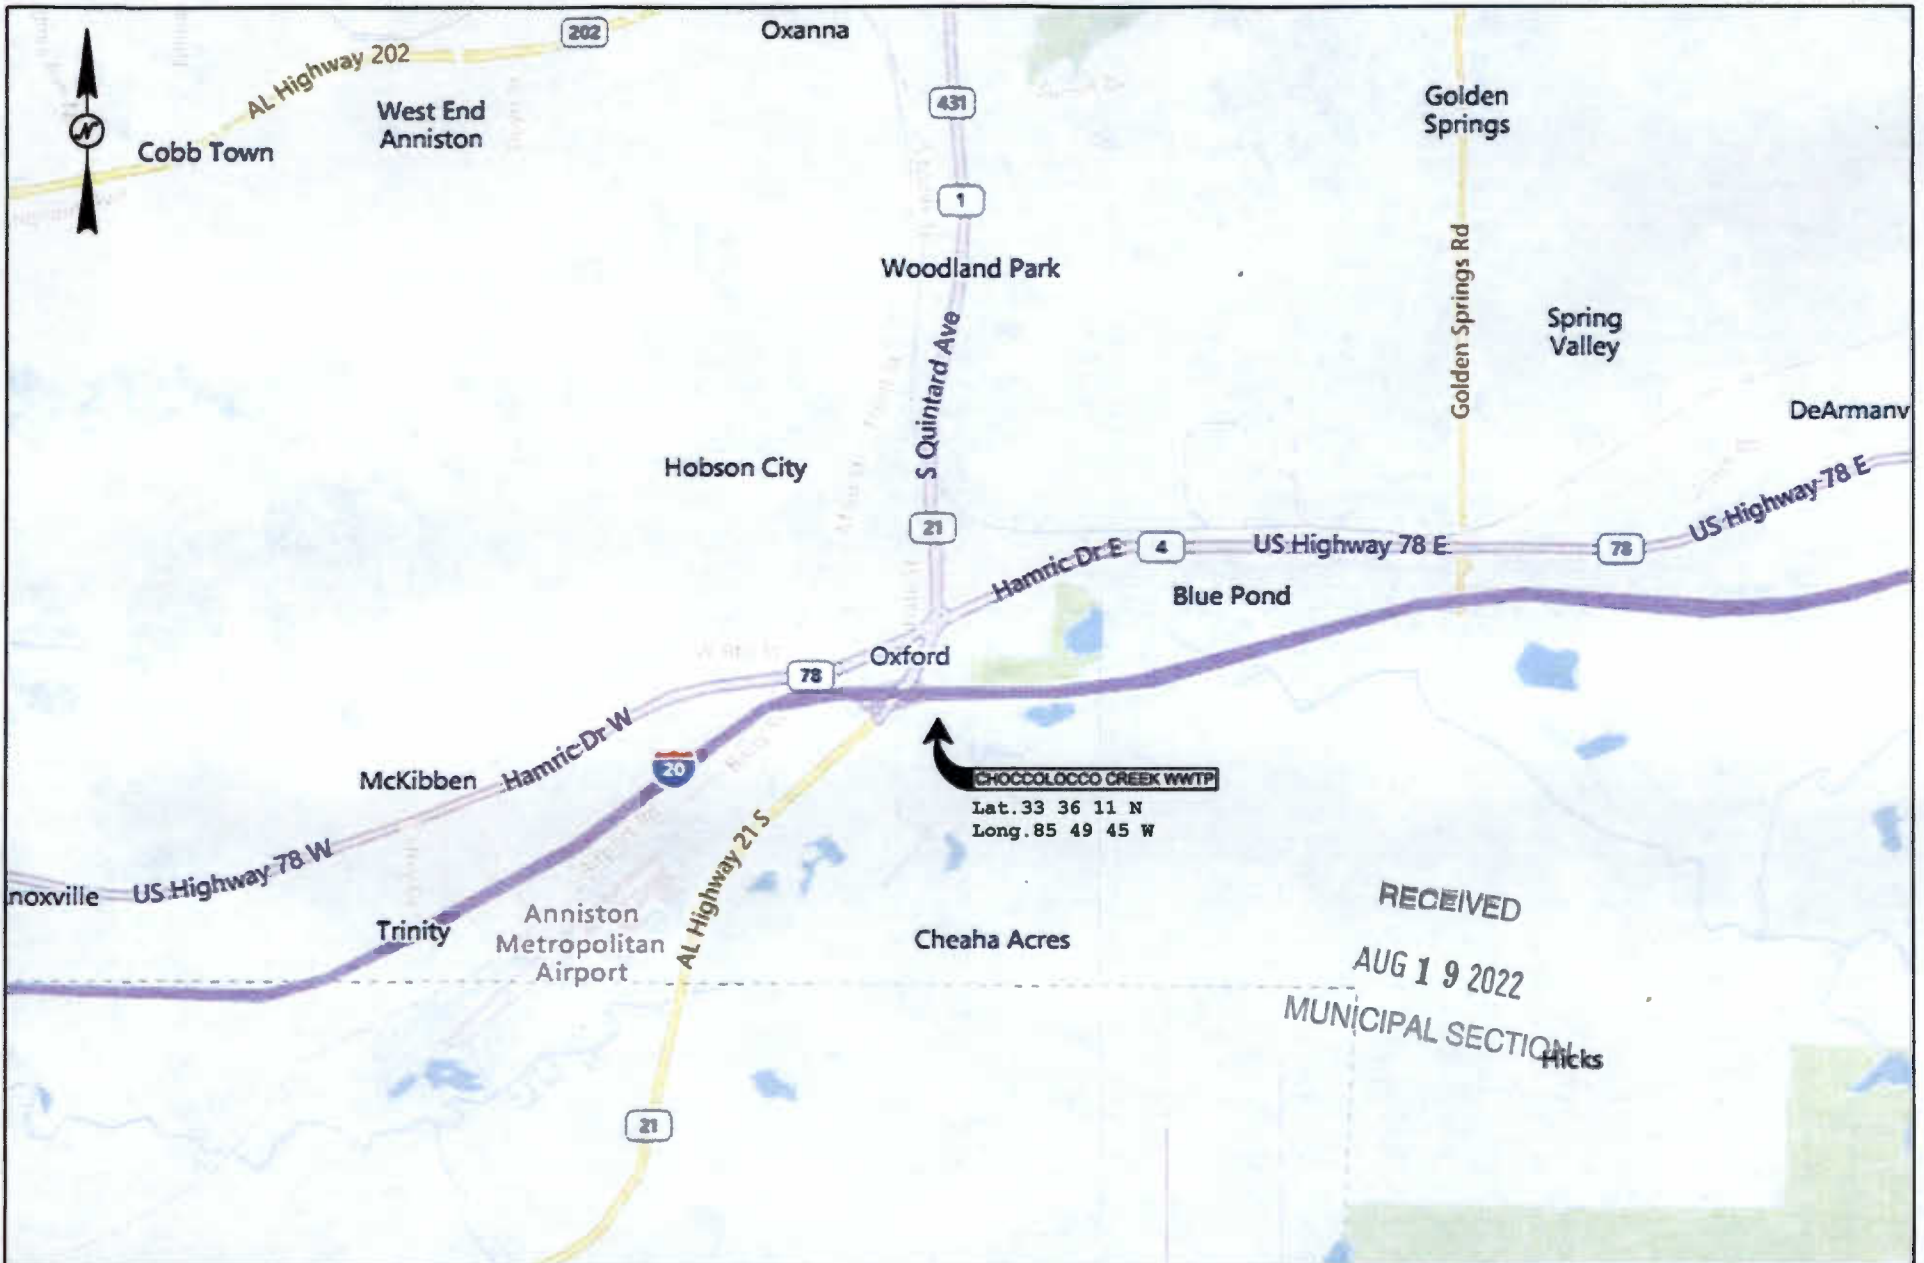 202
Oxanna
AL Highway 202
431
Golden
Springs
West End
Anniston
N
Cobb Town
1
Woodland Park
Golden Springs Rd
S Quintard Ave
Spring
Valley
DeArmanv
Hobson City
US Highway 78 E
21
Hamric Dr E
4
US Highway 78 E
78
Blue Pond
Oxford
78
Hamric Dr W
20
McKibben
CHOCCOLOCCO CREEK WWTP
Lat.33 36 11 N
Long.85 49 45 W
AL Highway 21 S
US Highway 78 W
noxville
RECEIVED
Trinity
Anniston
Metropolitan
Airport
Cheaha Acres
AUG 19 2022
MUNICIPAL SECTION
Hicks
21